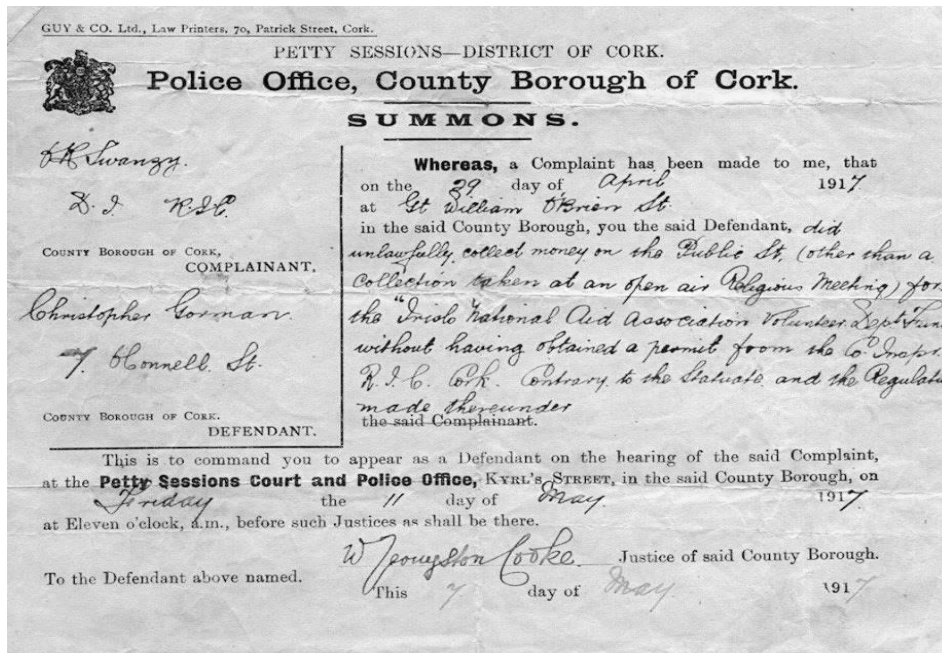 GUY & CO. Ltd., Law Printers, 70, Patrick Street, Cork.
PETTY SESSIONS—DISTRICT OF CORK.
Police Office, County Borough of Cork.
SUMMONS.
Swanzy.
D. I. R.I.C.
COUNTY BOROUGH OF CORK,
COMPLAINANT.
Christopher Gorman
7, OConnell St.
COUNTY BOROUGH OF CORK.
DEFENDANT.
Whereas, a Complaint has been made to me, that
on the 29 day of April 1917
at Gt William O'Brien St.
in the said County Borough, you the said Defendant, did
unlawfully collect money on the Public St, (other than a
Collection taken at an open air Religious Meeting) for
the "Irish National Aid Association Volunteer Dept Fund
without having obtained a permit from the Co Inspr.
R.I.C. Cork. Contrary to the Statuate and the Regulati
made thereunder
the said Complainant.
This is to command you to appear as a Defendant on the hearing of the said Complaint,
at the Petty Sessions Court and Police Office, KYRL'S STREET, in the said County Borough, on
Friday the 11 day of May. 1917
at Eleven o'clock, a.m., before such Justices as shall be there.
W Cooke. Justice of said County Borough.
To the Defendant above named.
This 7 day of May 1917